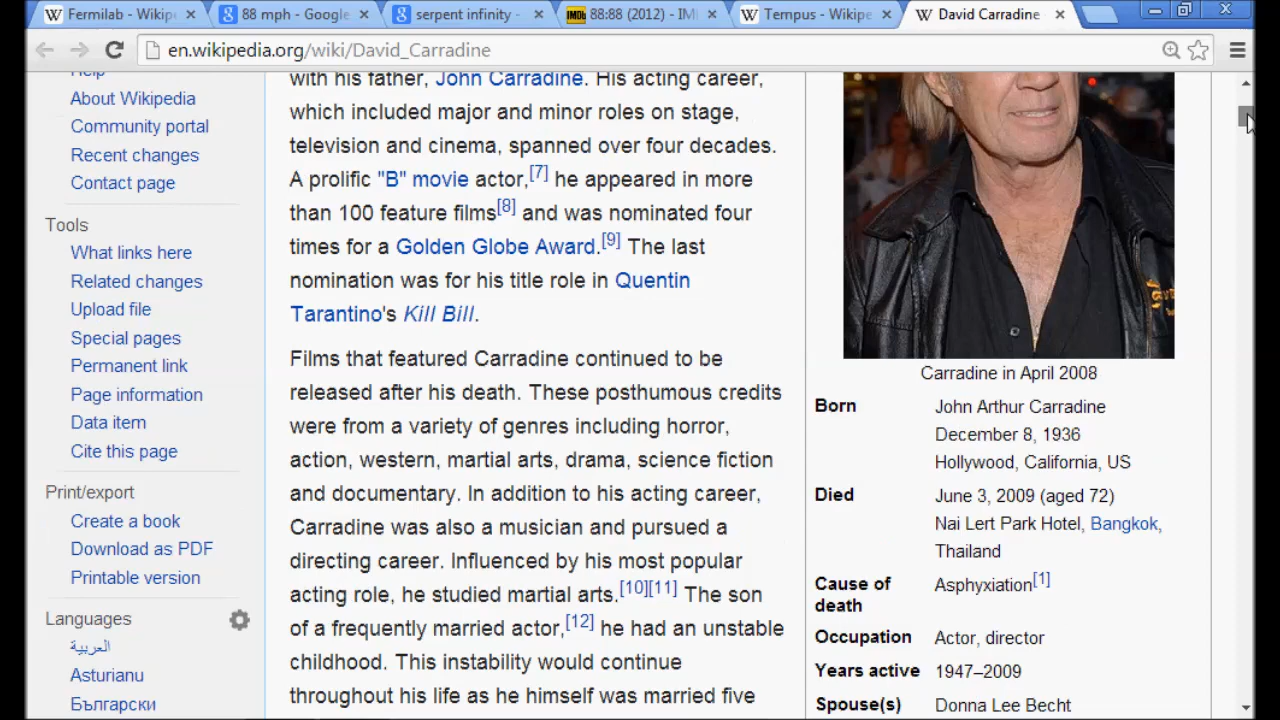 Fermilab - Wikip
88 mph - Google
serpent infinity -
IMDb 88:88 (2012) - IM
Tempus - Wikipe
David Carradine
en.wikipedia.org/wiki/David_Carradine
Help
About Wikipedia
Community portal
Recent changes
Contact page
Tools
What links here
Related changes
Upload file
Special pages
Permanent link
Page information
Data item
Cite this page
Print/export
Create a book
Download as PDF
Printable version
Languages
العربية
Asturianu
Български
with his father, John Carradine. His acting career,
which included major and minor roles on stage,
television and cinema, spanned over four decades.
A prolific "B" movie actor,[7] he appeared in more
than 100 feature films[8] and was nominated four
times for a Golden Globe Award.[9] The last
nomination was for his title role in Quentin
Tarantino's Kill Bill.
Films that featured Carradine continued to be
released after his death. These posthumous credits
were from a variety of genres including horror,
action, western, martial arts, drama, science fiction
and documentary. In addition to his acting career,
Carradine was also a musician and pursued a
directing career. Influenced by his most popular
acting role, he studied martial arts.[10][11] The son
of a frequently married actor,[12] he had an unstable
childhood. This instability would continue
throughout his life as he himself was married five
Carradine in April 2008
Born John Arthur Carradine
December 8, 1936
Hollywood, California, US
Died June 3, 2009 (aged 72)
Nai Lert Park Hotel, Bangkok,
Thailand
Cause of death Asphyxiation[1]
Occupation Actor, director
Years active 1947–2009
Spouse(s) Donna Lee Becht